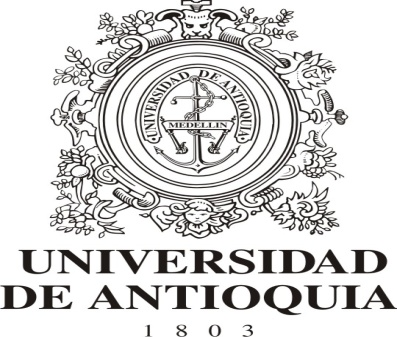 UNIVERSIDAD DE ANTIOQUIA
MEDELLIN
UNIVERSIDAD
DE ANTIOQUIA
1803